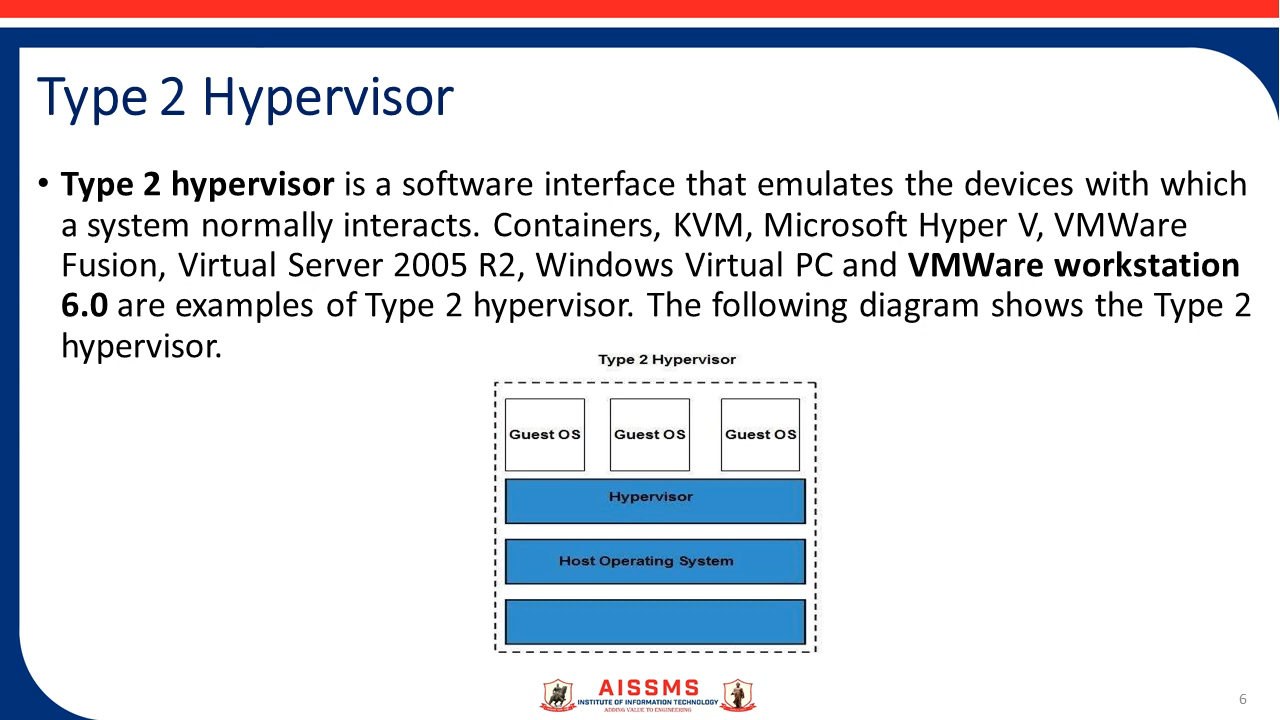 Type 2 Hypervisor
• Type 2 hypervisor is a software interface that emulates the devices with which
a system normally interacts. Containers, KVM, Microsoft Hyper V, VMWare
Fusion, Virtual Server 2005 R2, Windows Virtual PC and VMWare workstation
6.0 are examples of Type 2 hypervisor. The following diagram shows the Type 2
hypervisor.
Type 2 Hypervisor
Guest OS Guest OS Guest OS
Hypervisor
Host Operating System
AISSMS
INSTITUTE OF INFORMATION TECHNOLOGY
ADDING VALUE TO ENGINEERING
6